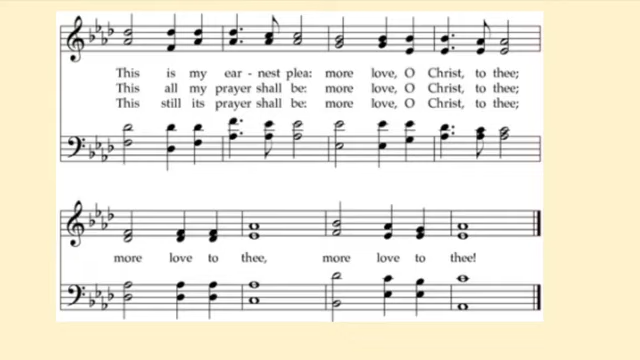 This is my ear - nest plea: more love, O Christ, to thee;
This all my prayer shall be: more love, O Christ, to thee;
This still its prayer shall be: more love, O Christ, to thee;
more love to thee, more love to thee!